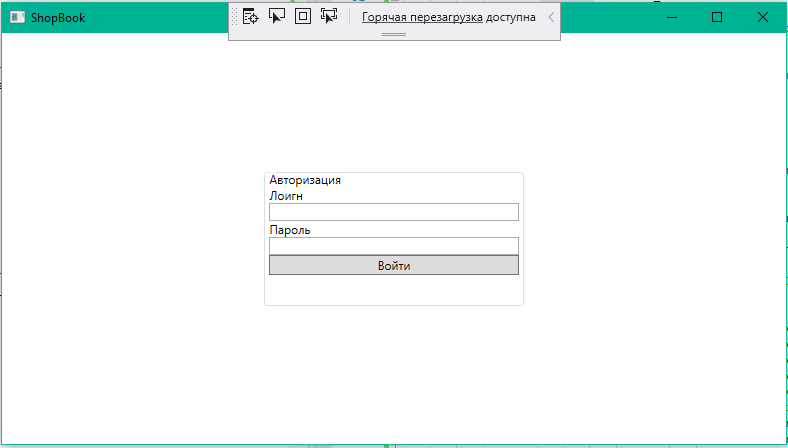 ShopBook
Горячая перезагрузка доступна
Авторизация
Лоигн
Пароль
Войти